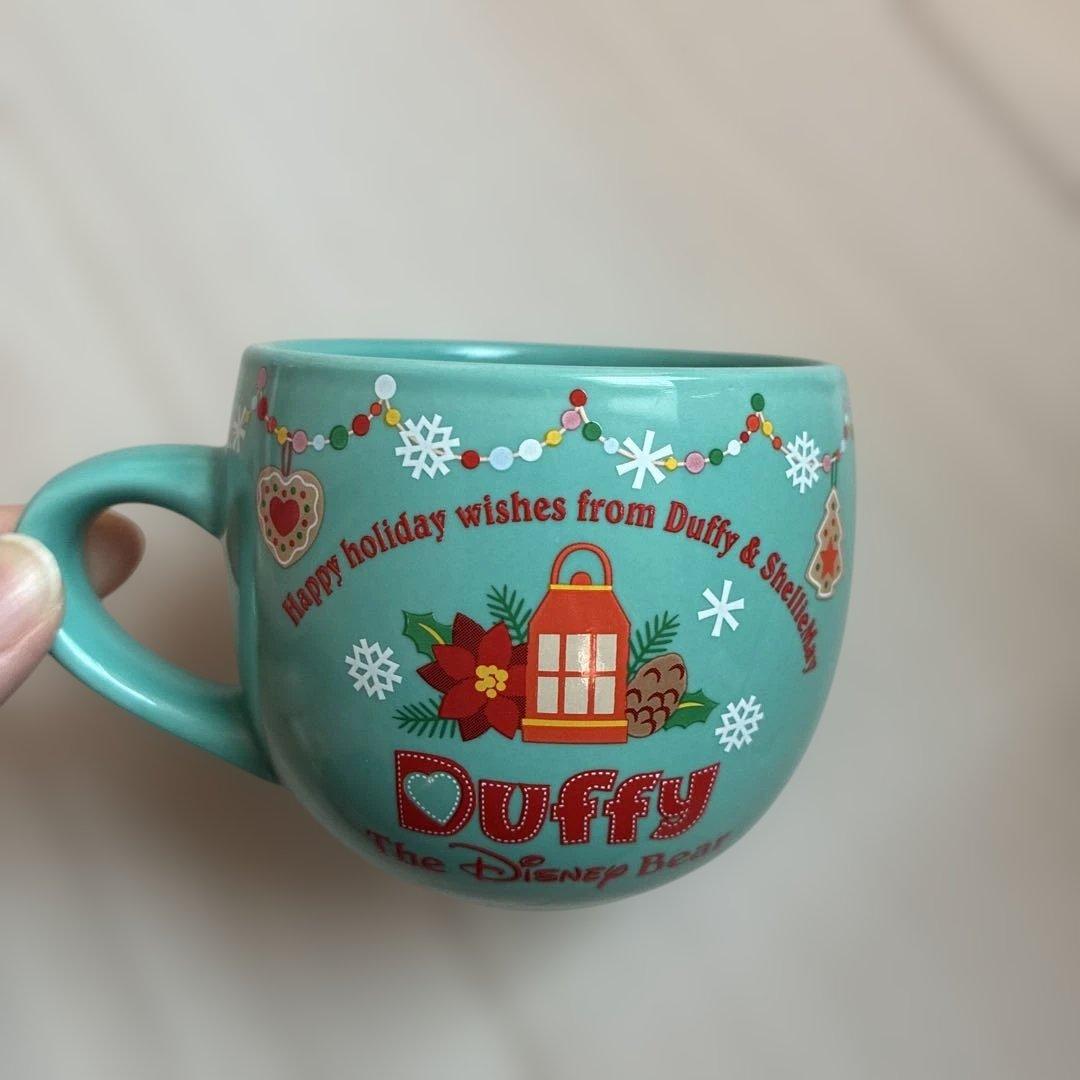 Happy holiday wishes from Duffy & ShellieMay
Duffy
The Disney Bear